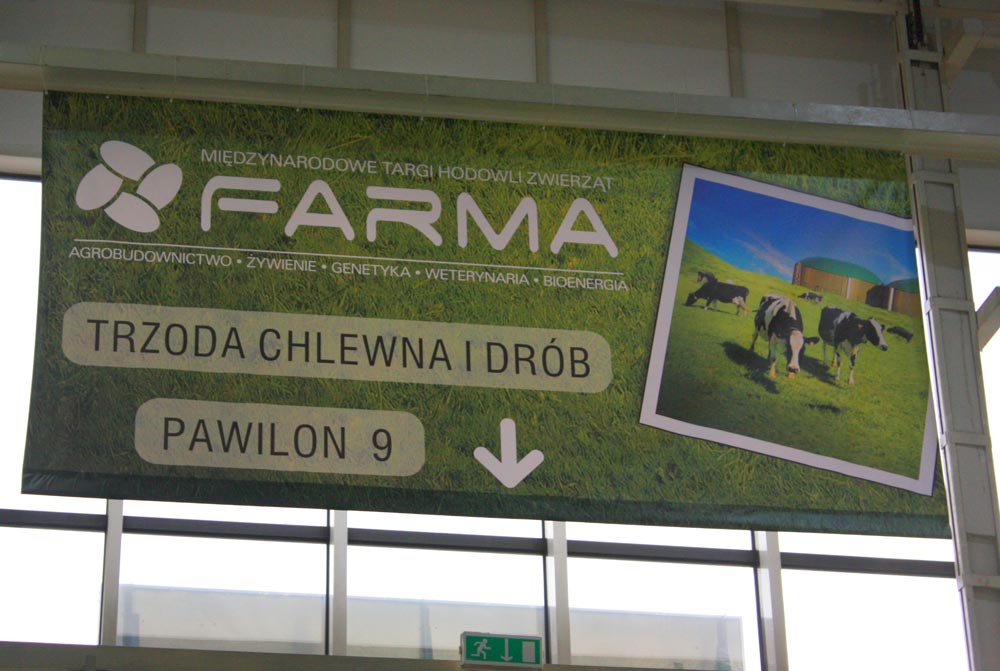 MIĘDZYNARODOWE TARGI HODOWLI ZWIERZĄT
FARMA
AGROBUDOWNICTWO • ŻYWIENIE • GENETYKA • WETERYNARIA • BIOENERGIA
TRZODA CHLEWNA I DRÓB
PAWILON 9